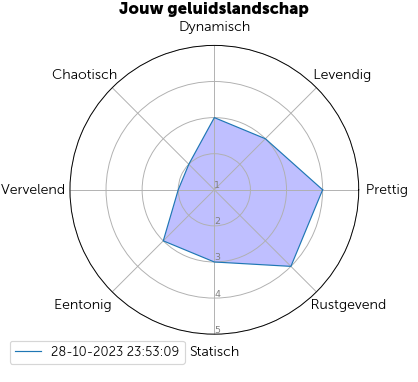 Jouw geluidslandschap
Dynamisch
Chaotisch
Levendig
Vervelend
Prettig
1
2
3
4
5
Eentonig
Rustgevend
28-10-2023 23:53:09
Statisch